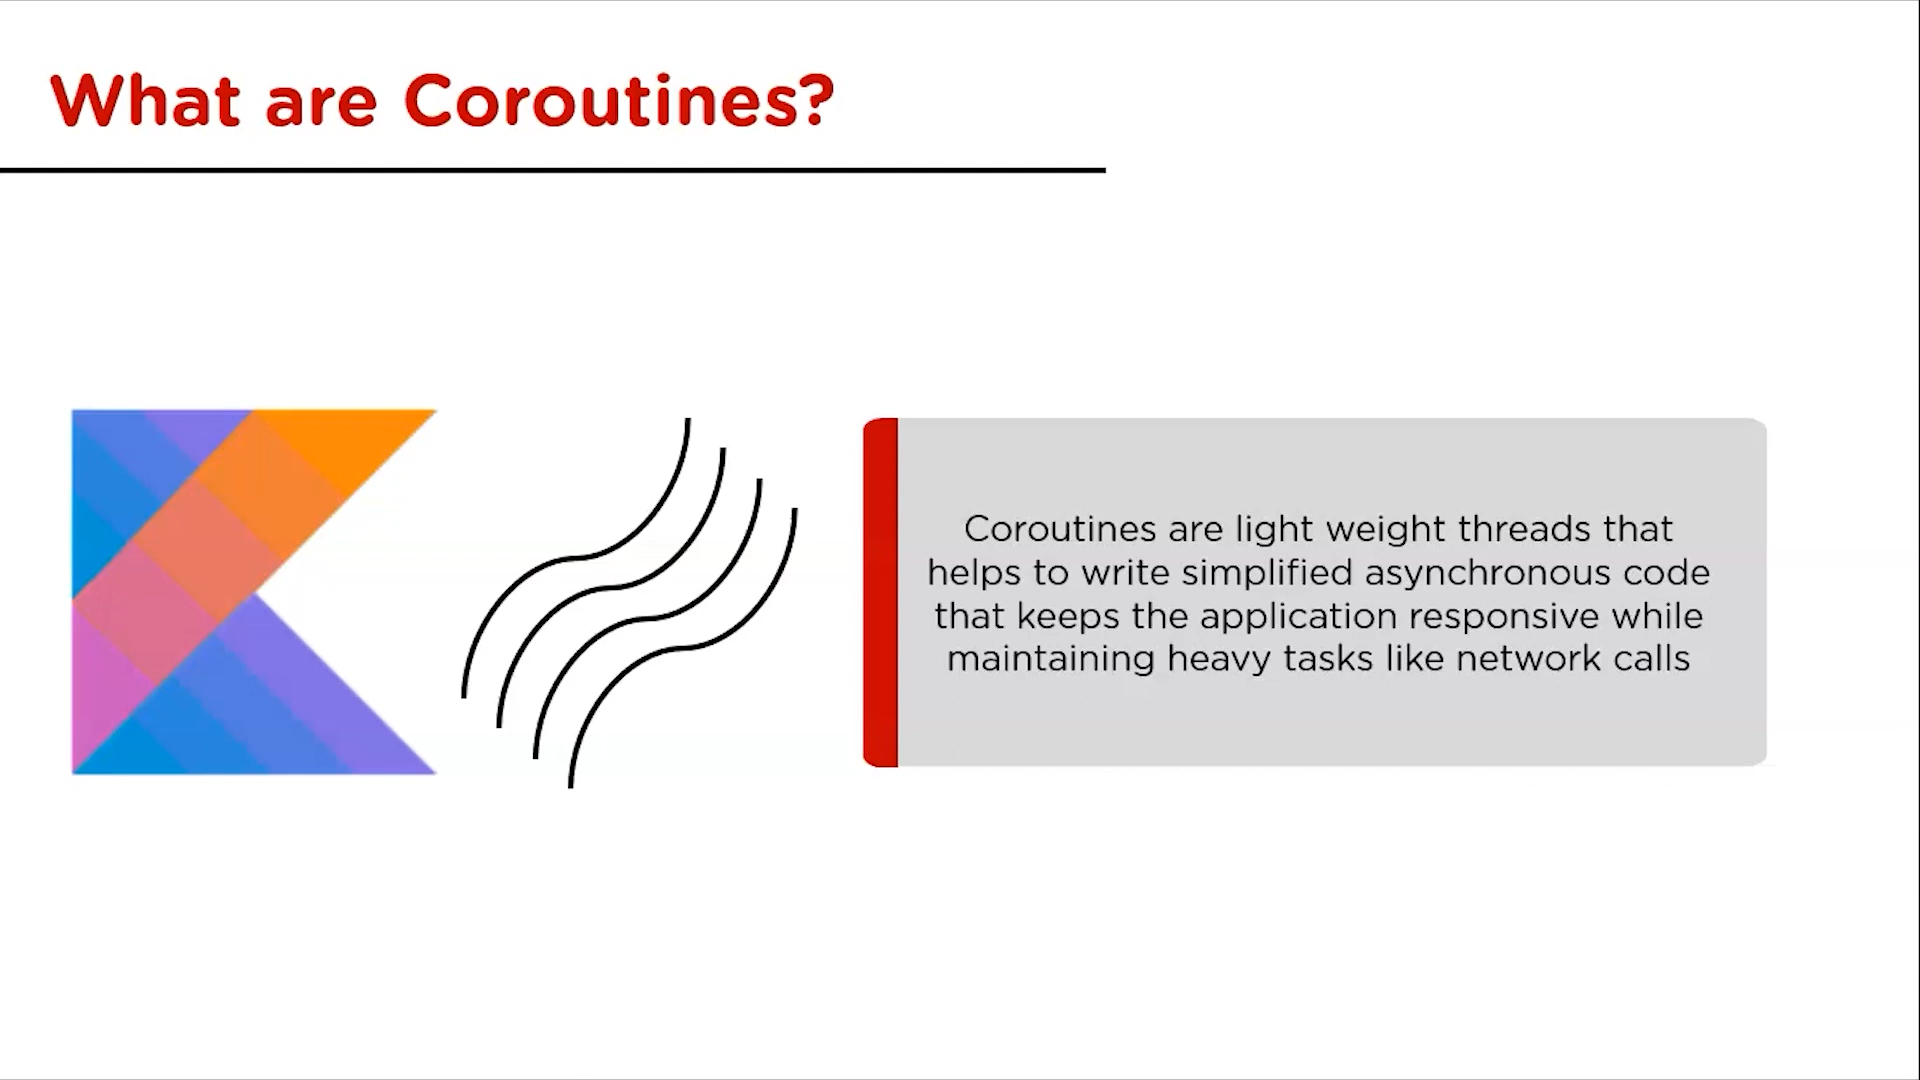 What are Coroutines?
Coroutines are light weight threads that
helps to write simplified asynchronous code
that keeps the application responsive while
maintaining heavy tasks like network calls